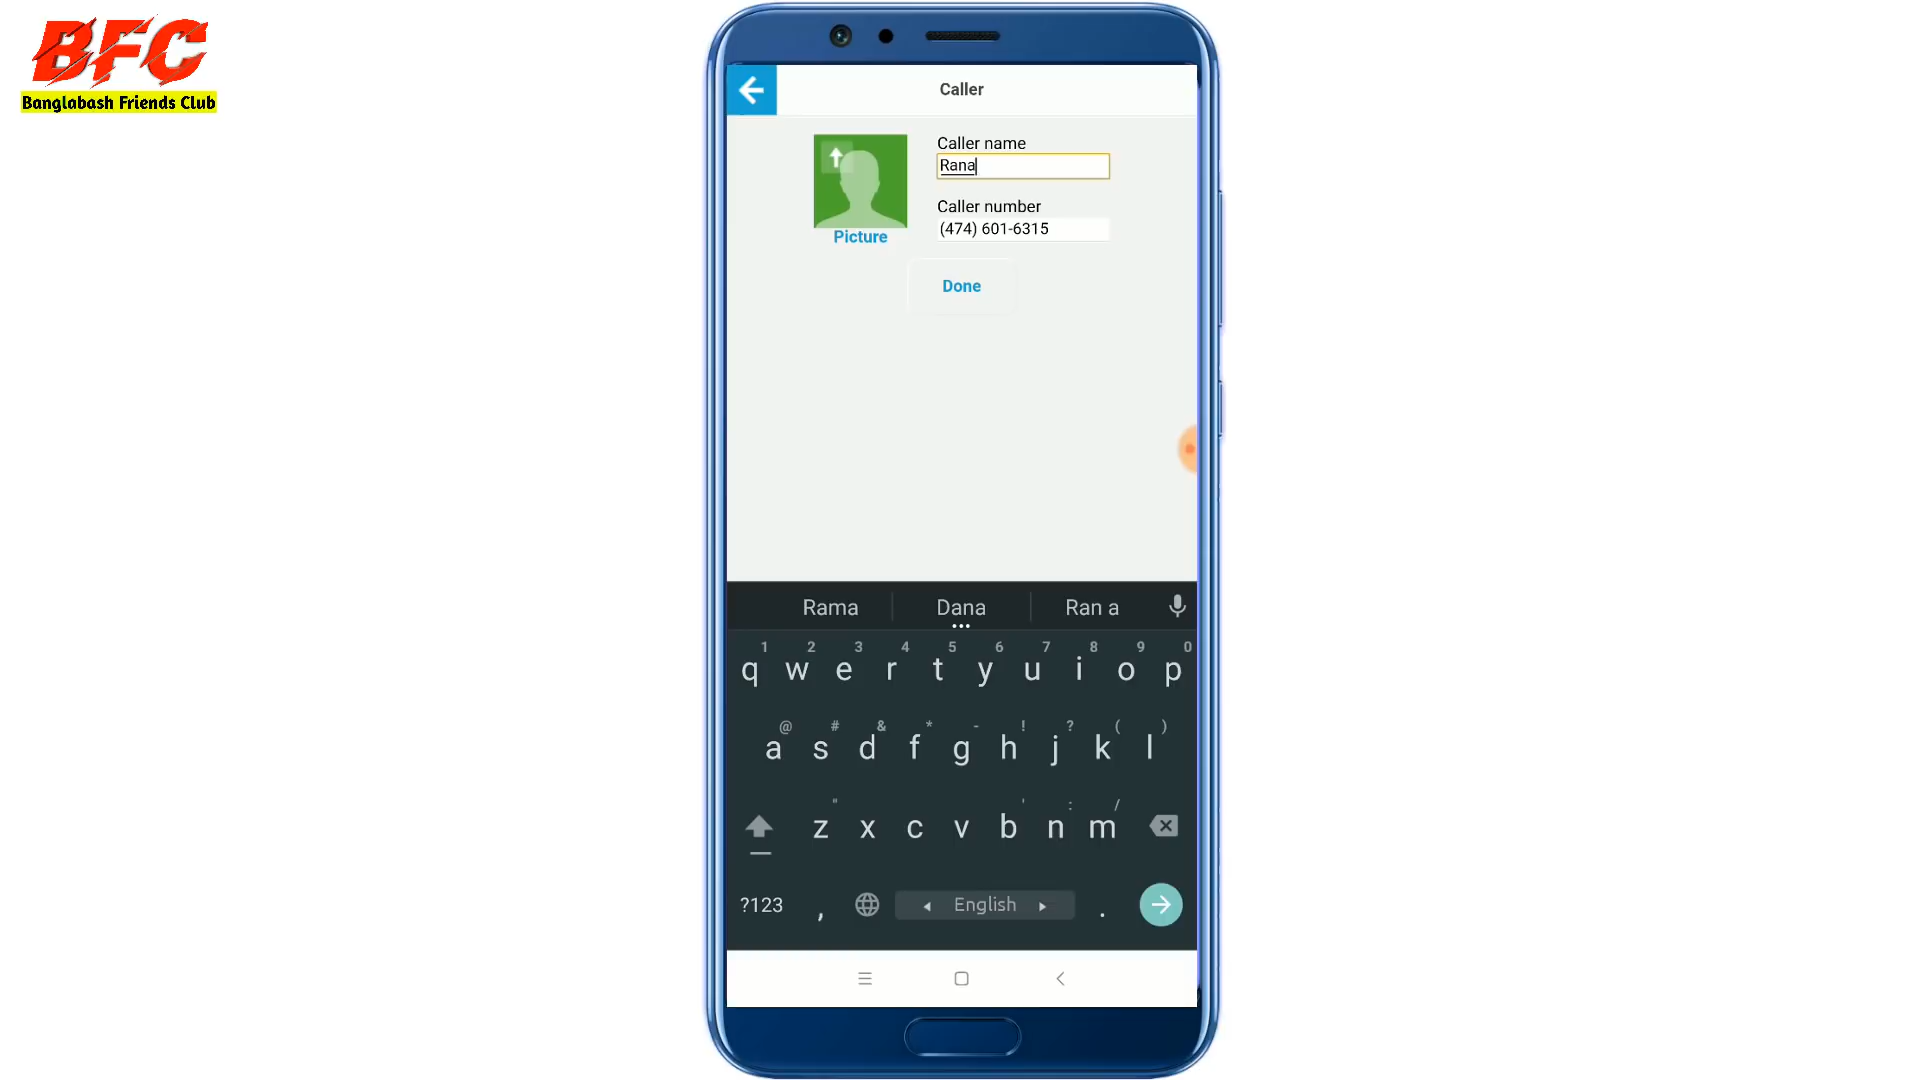 BFC
Banglabash Friends Club
Caller
Caller name
Rana
Caller number
(474) 601-6315
Picture
Done
Rama Dana Ran a
1 2 3 4 5 6 7 8 9 0
q w e r t y u i o p
@ # & * - ! ? ( )
a s d f g h j k l
" ' : /
z x c v b n m
?123 , English .